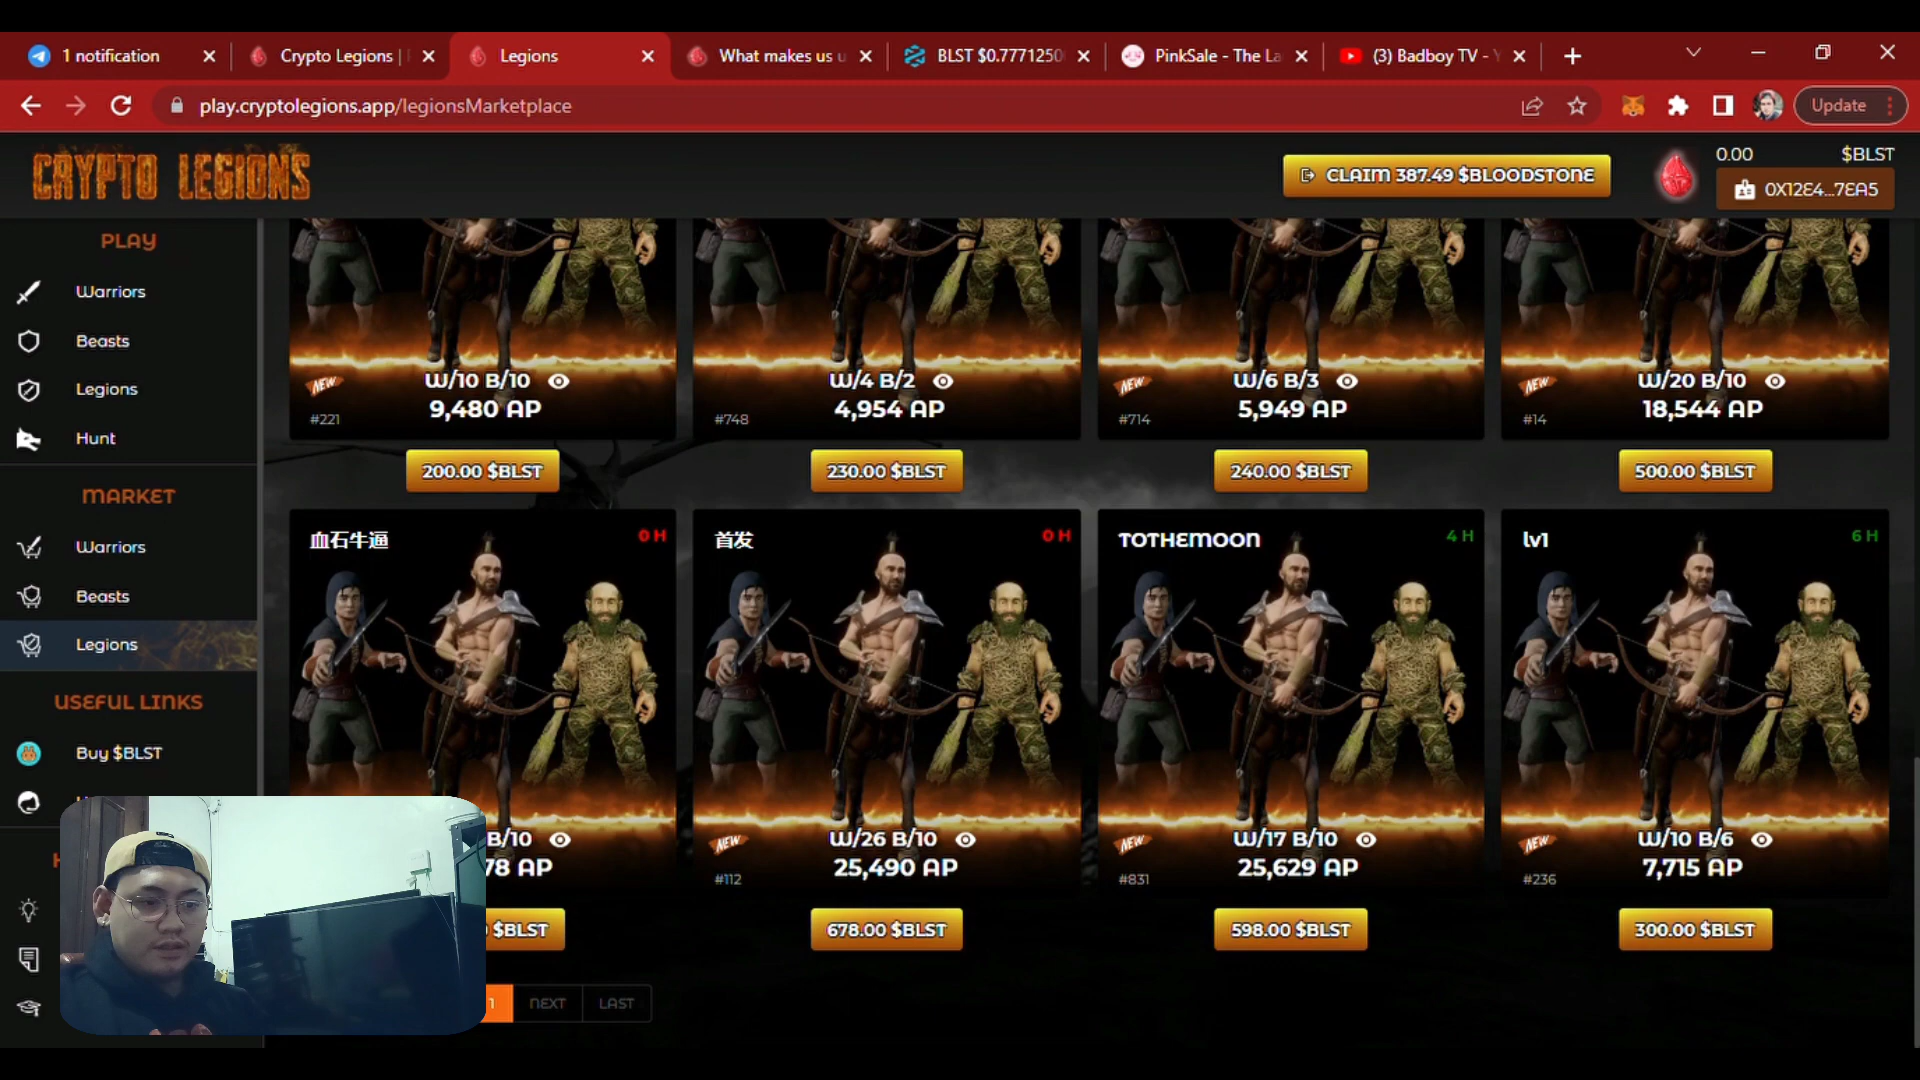 1 notification
Crypto Legions |
Legions
What makes us u
BLST $0.7771250
PinkSale - The La
(3) Badboy TV - Y
play.cryptolegions.app/legionsMarketplace
Update
CRYPTO LEGIONS
CLAIM 387.49 $BLOODSTONE
0.00 $BLST
0X12E4...7EA5
PLAY
Warriors
Beasts
Legions
Hunt
MARKET
Warriors
Beasts
Legions
USEFUL LINKS
Buy $BLST
NEW
#221
W/10 B/10
9,480 AP
200.00 $BLST
#748
W/4 B/2
4,954 AP
230.00 $BLST
NEW
#714
W/6 B/3
5,949 AP
240.00 $BLST
NEW
#14
W/20 B/10
18,544 AP
500.00 $BLST
血石牛逼
0 H
B/10
78 AP
$BLST
首发
0 H
NEW
#112
W/26 B/10
25,490 AP
678.00 $BLST
TOTHEMOON
4 H
NEW
#831
W/17 B/10
25,629 AP
598.00 $BLST
lv1
6 H
NEW
#236
W/10 B/6
7,715 AP
300.00 $BLST
1
NEXT
LAST